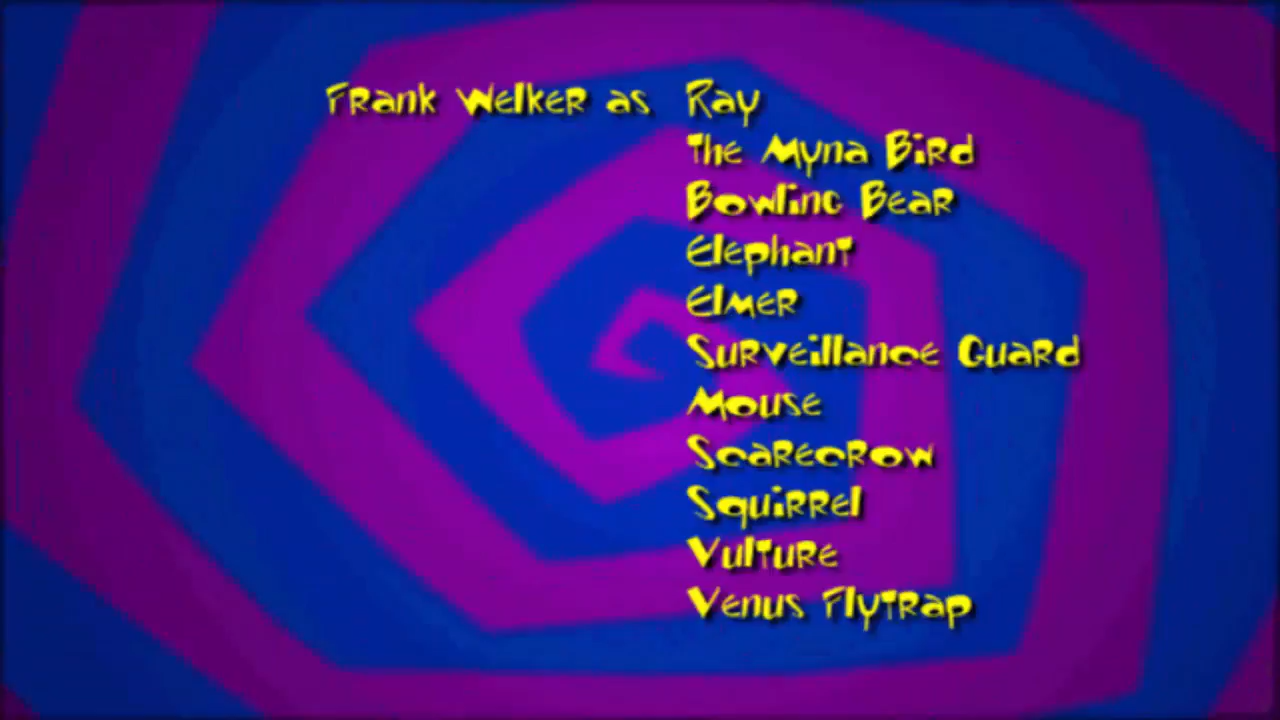 Frank Welker as Ray
The Myna Bird
Bowling Bear
Elephant
Elmer
Surveillance Guard
Mouse
Scarecrow
Squirrel
Vulture
Venus Flytrap